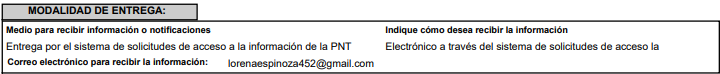 MODALIDAD DE ENTREGA:
Medio para recibir información o notificaciones Indique cómo desea recibir la información
Entrega por el sistema de solicitudes de acceso a la información de la PNT Electrónico a través del sistema de solicitudes de acceso la
Correo electrónico para recibir la información: lorenaespinoza452@gmail.com